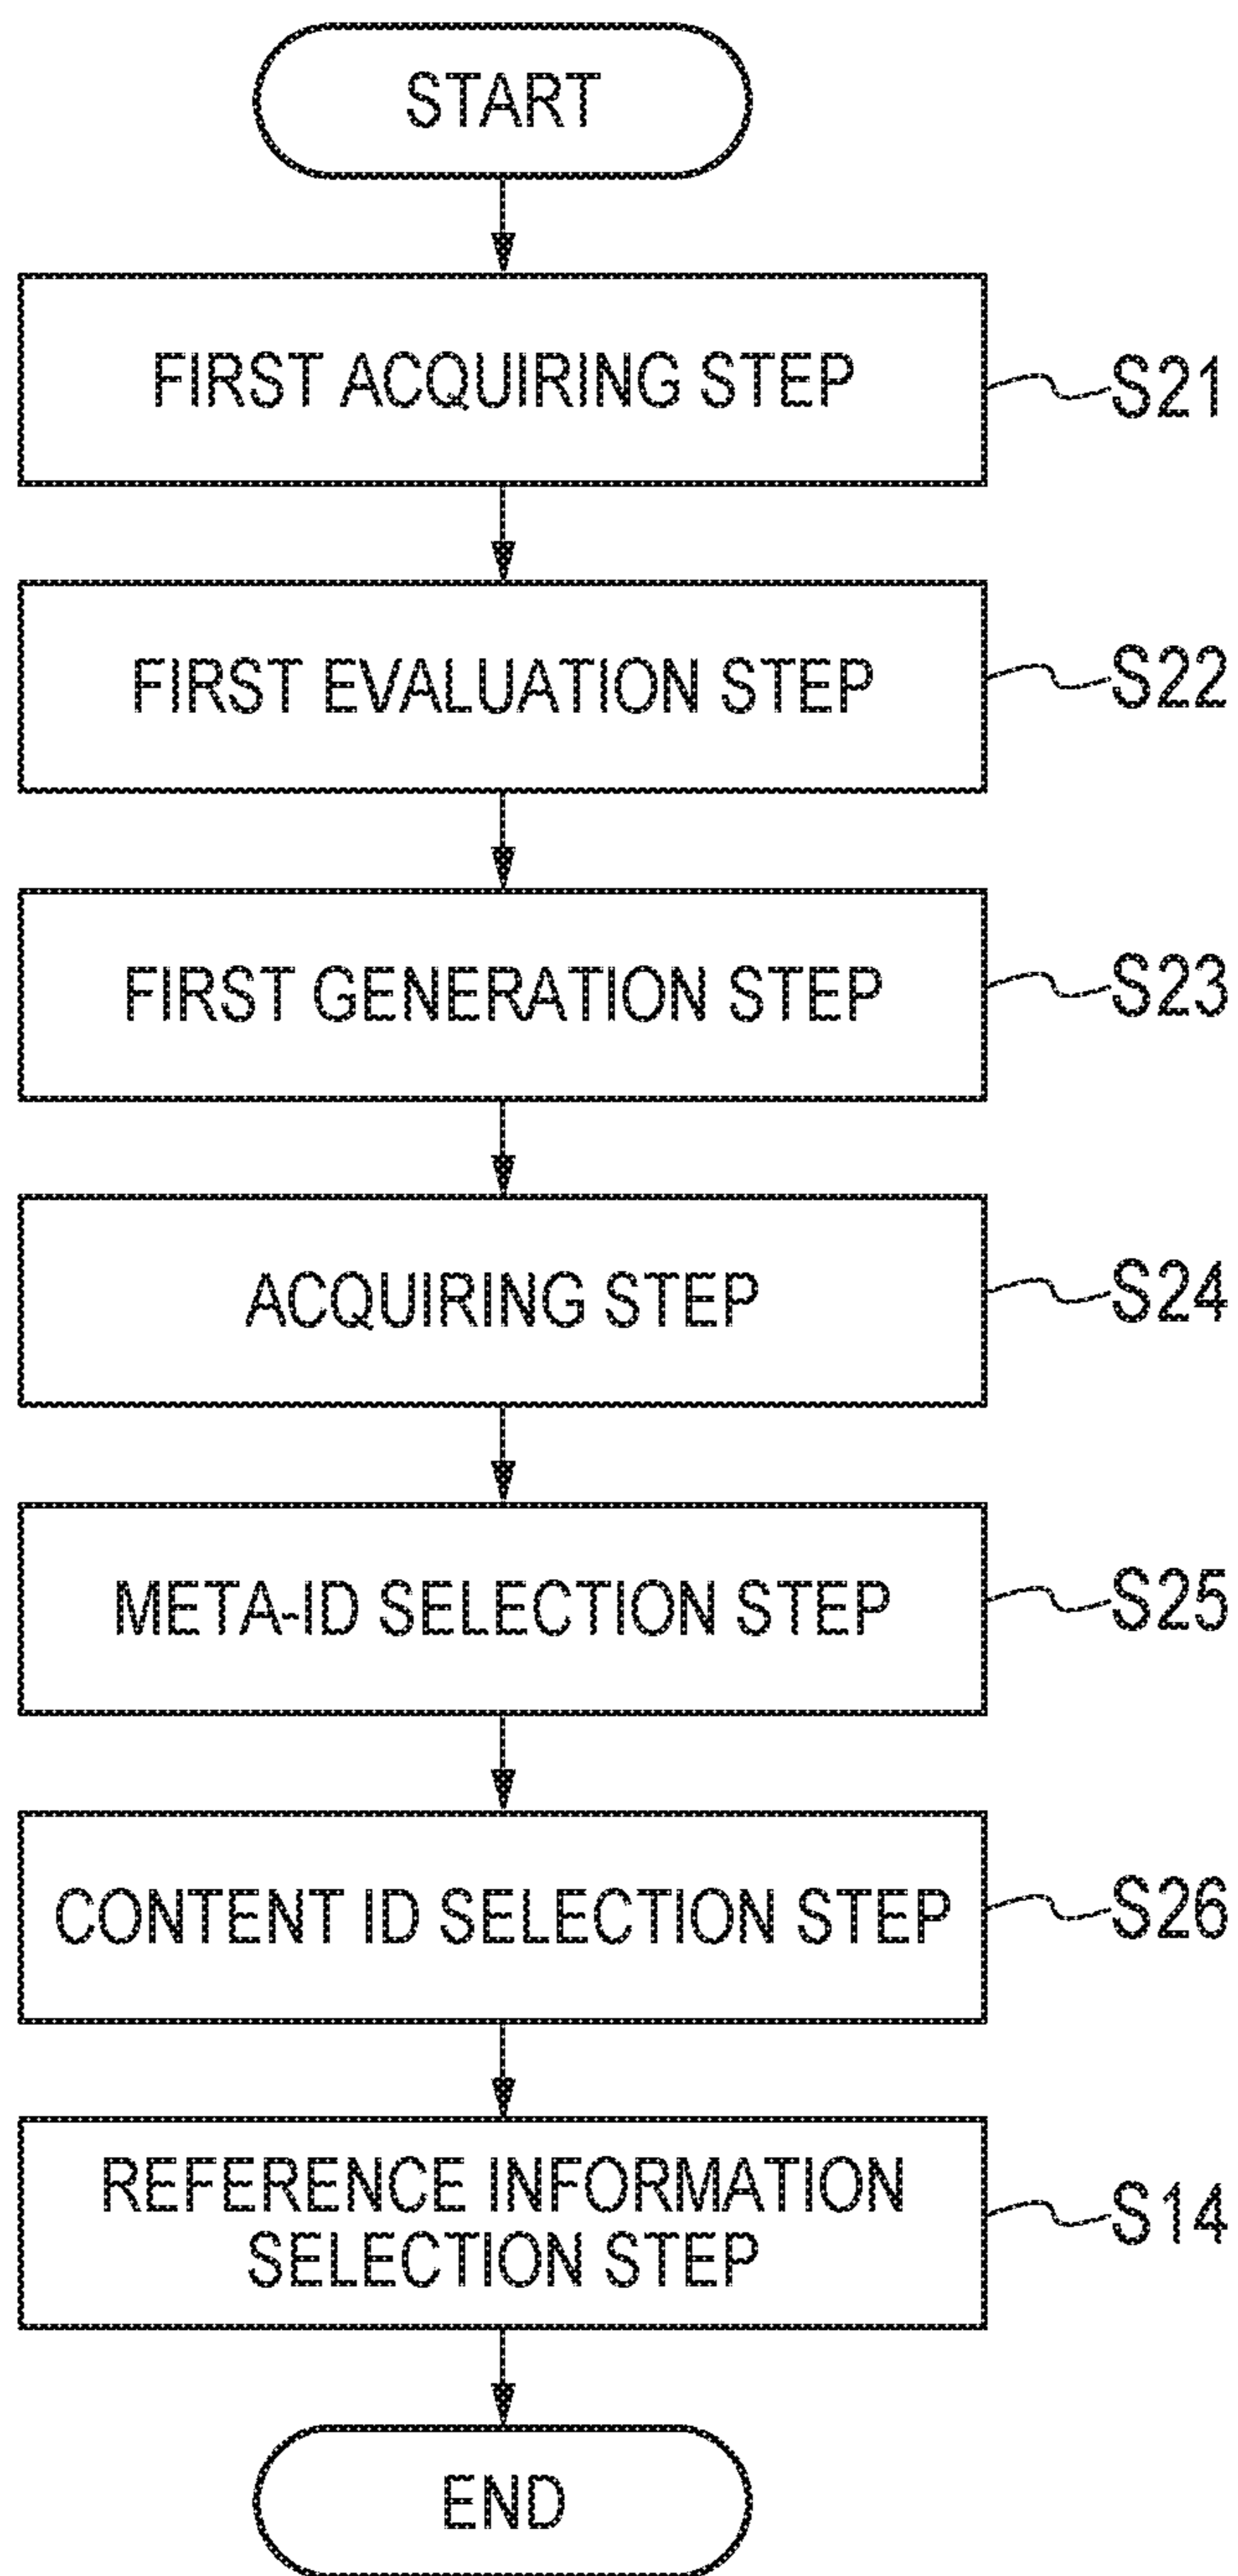 START
FIRST ACQUIRING STEP
S21
FIRST EVALUATION STEP
S22
FIRST GENERATION STEP
S23
ACQUIRING STEP
S24
META-ID SELECTION STEP
S25
CONTENT ID SELECTION STEP
S26
REFERENCE INFORMATION
SELECTION STEP
S14
END